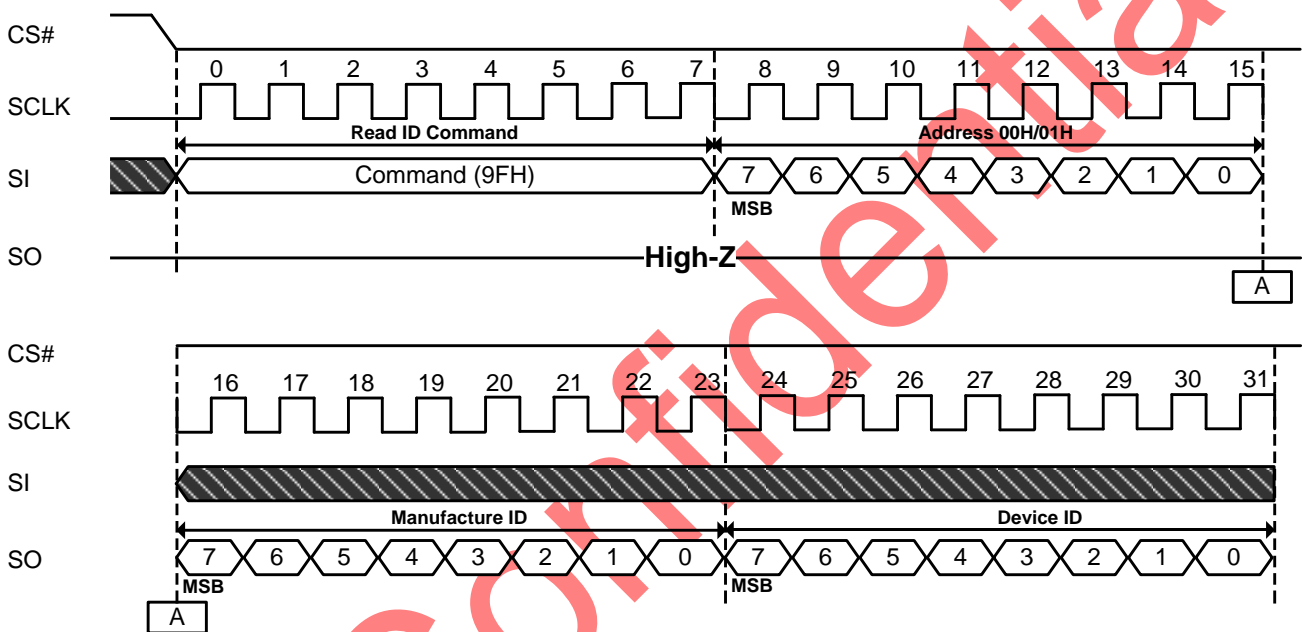 CS#
0 1 2 3 4 5 6 7 8 9 10 11 12 13 14 15
SCLK
Read ID Command Address 00H/01H
SI Command (9FH) 7 6 5 4 3 2 1 0
MSB
SO High-Z
A
CS#
16 17 18 19 20 21 22 23 24 25 26 27 28 29 30 31
SCLK
SI
Manufacture ID Device ID
SO 7 6 5 4 3 2 1 0 7 6 5 4 3 2 1 0
MSB MSB
A
confidentia